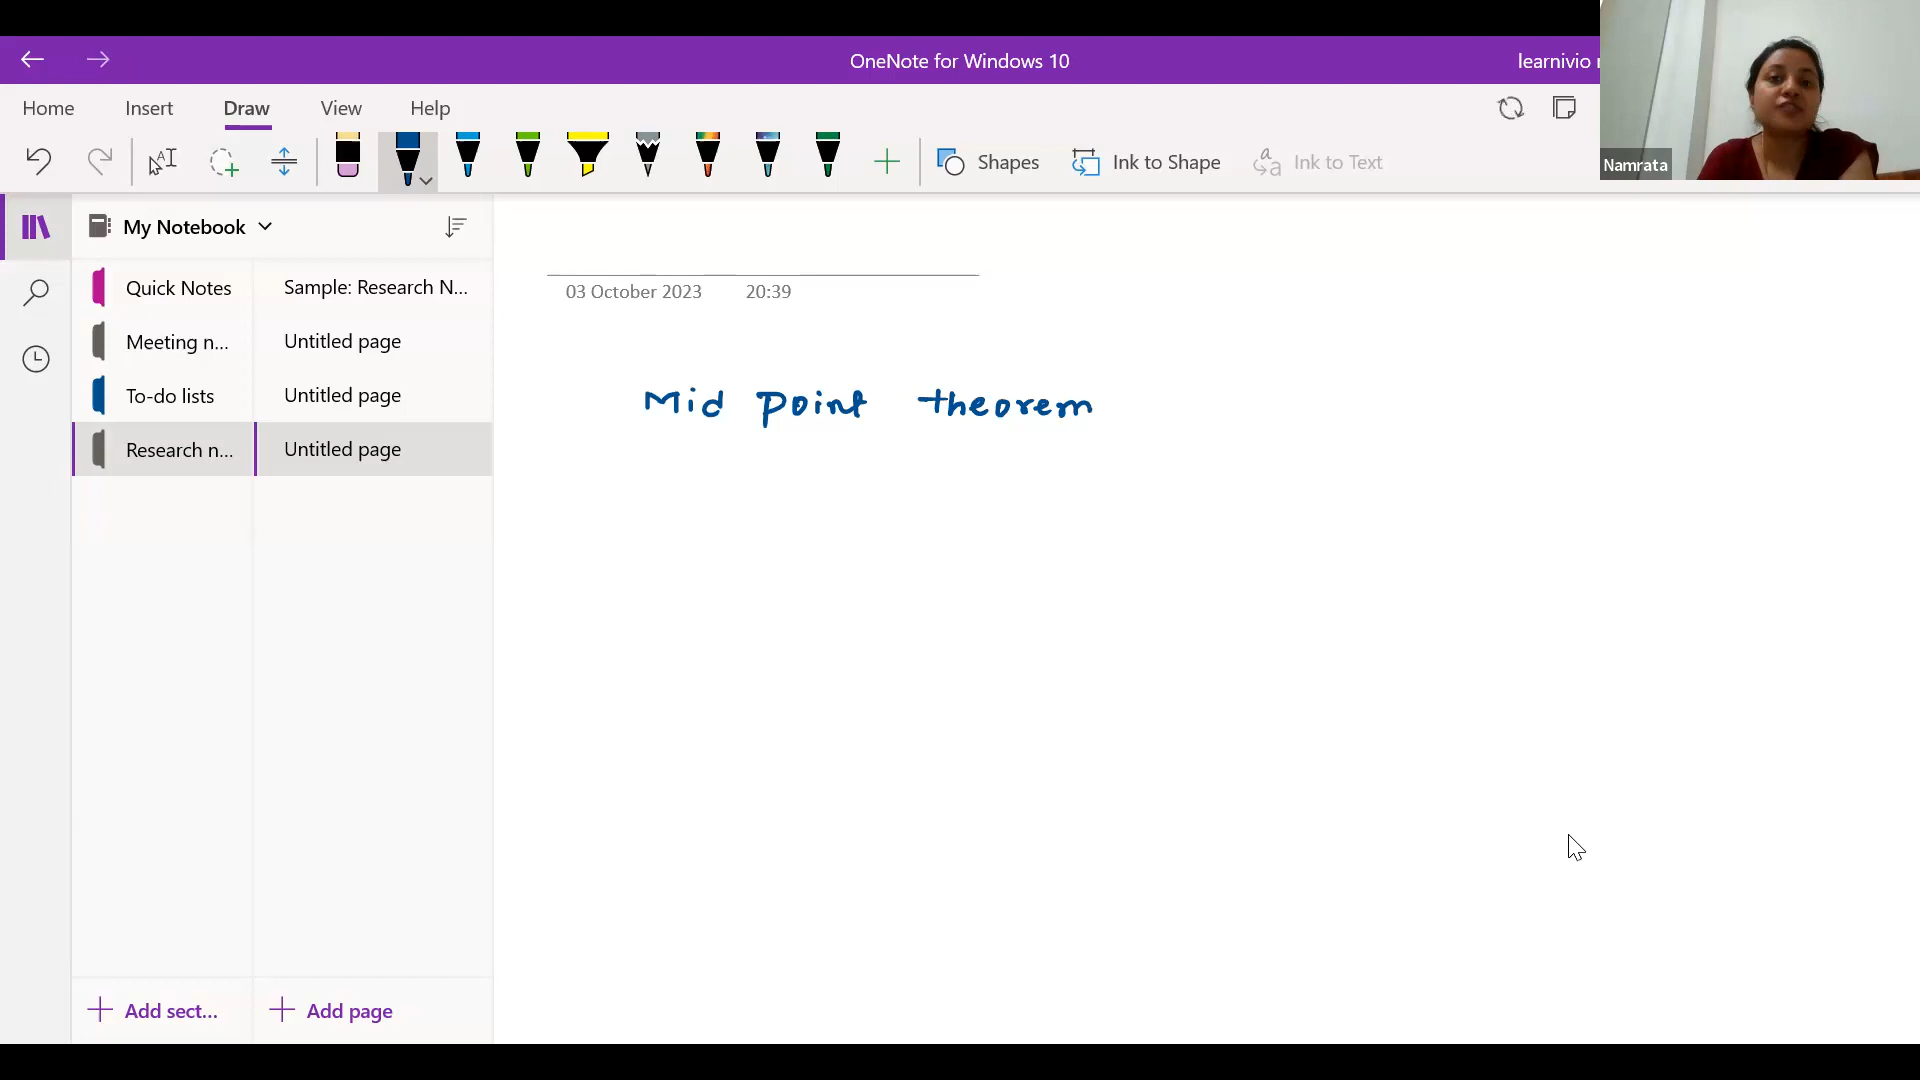 OneNote for Windows 10
learnivio
Home Insert Draw View Help
Shapes Ink to Shape Ink to Text
Namrata
My Notebook
Quick Notes Sample: Research N...
Meeting n... Untitled page
To-do lists Untitled page
Research n... Untitled page
03 October 2023 20:39
Mid point theorem
Add sect... Add page